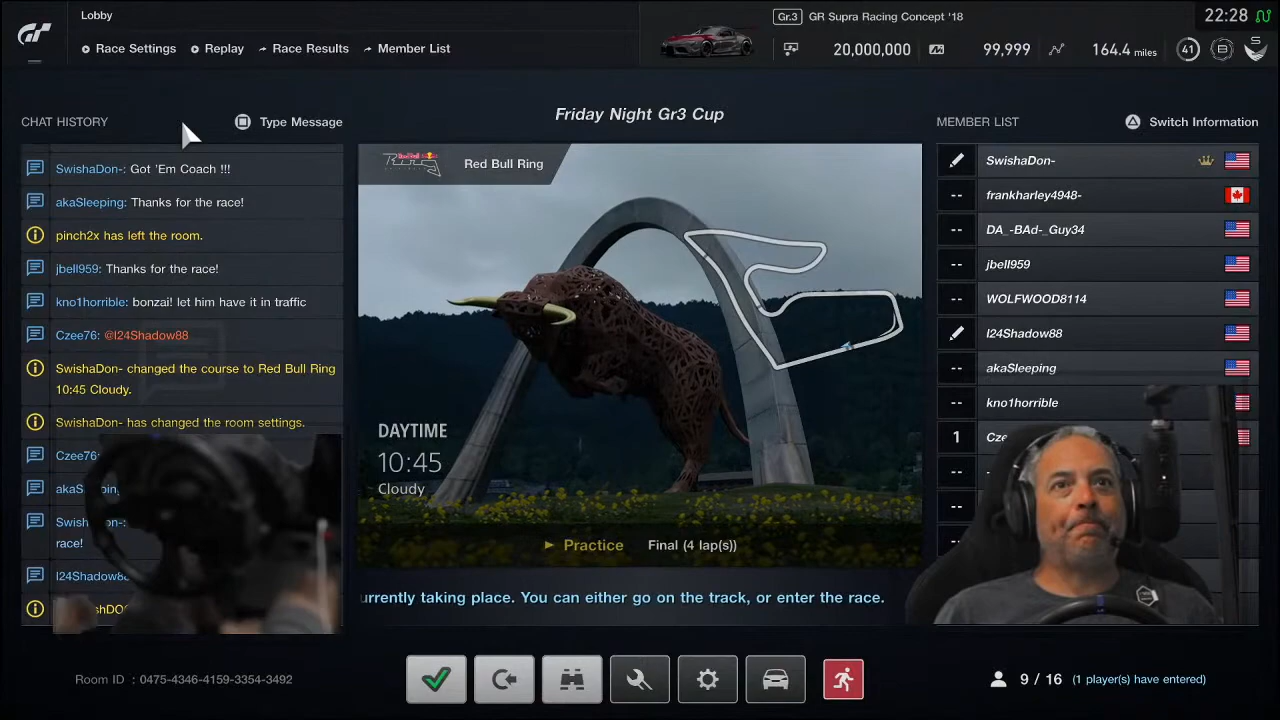 Lobby
Race Settings
Replay
Race Results
Member List
Gr.3
GR Supra Racing Concept '18
22:28
20,000,000
99,999
164.4 miles
41
B
S
CHAT HISTORY
Type Message
SwishaDon-: Got 'Em Coach !!!
akaSleeping: Thanks for the race!
pinch2x has left the room.
jbell959: Thanks for the race!
kno1horrible: bonzai! let him have it in traffic
Czee76: @l24Shadow88
SwishaDon- changed the course to Red Bull Ring
10:45 Cloudy.
SwishaDon- has changed the room settings.
Czee76:
race!
Friday Night Gr3 Cup
Red Bull Ring
DAYTIME
10:45
Cloudy
Practice
Final (4 lap(s))
urrently taking place. You can either go on the track, or enter the race.
MEMBER LIST
Switch Information
SwishaDon-
-- frankharley4948-
-- DA_-BAd-_Guy34
-- jbell959
-- WOLFWOOD8114
l24Shadow88
-- akaSleeping
-- kno1horrible
1 Cze
--
--
--
Room ID : 0475-4346-4159-3354-3492
9 / 16
(1 player(s) have entered)